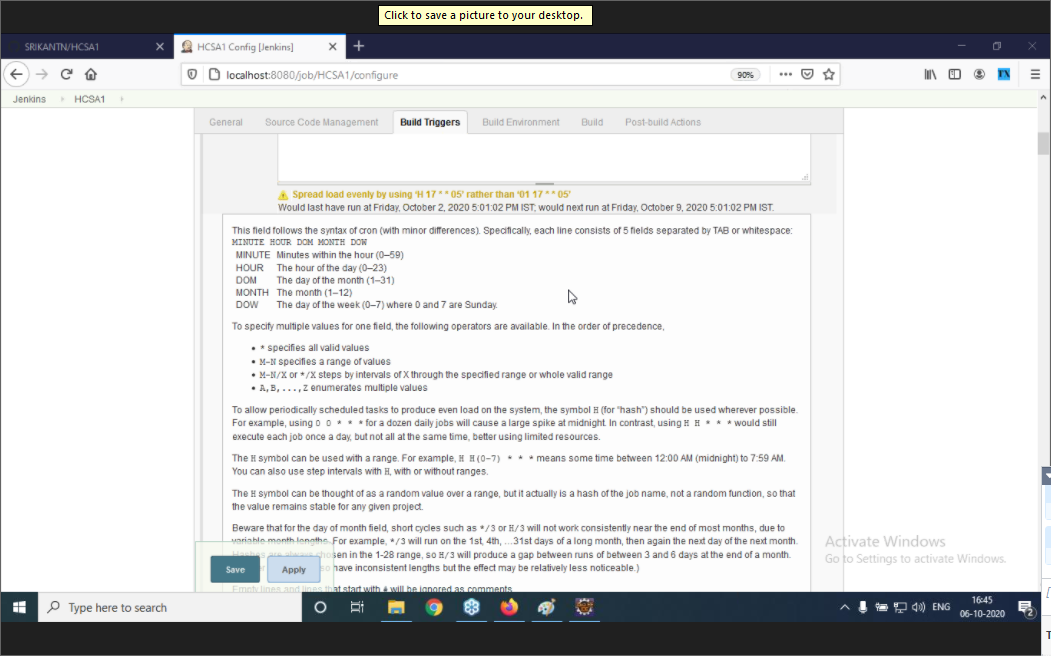 Click to save a picture to your desktop.
SRIKANTN/HCSA1
HCSA1 Config [Jenkins]
localhost:8080/job/HCSA1/configure
90%
Jenkins
HCSA1
General
Source Code Management
Build Triggers
Build Environment
Build
Post-build Actions
Spread load evenly by using ‘H 17 * * 05’ rather than ‘01 17 * * 05’
Would last have run at Friday, October 2, 2020 5:01:02 PM IST; would next run at Friday, October 9, 2020 5:01:02 PM IST.
This field follows the syntax of cron (with minor differences). Specifically, each line consists of 5 fields separated by TAB or whitespace:
MINUTE HOUR DOM MONTH DOW
MINUTE Minutes within the hour (0–59)
HOUR The hour of the day (0–23)
DOM The day of the month (1–31)
MONTH The month (1–12)
DOW The day of the week (0–7) where 0 and 7 are Sunday.
To specify multiple values for one field, the following operators are available. In the order of precedence,
• * specifies all valid values
• M-N specifies a range of values
• M-N/X or */X steps by intervals of X through the specified range or whole valid range
• A,B,...,Z enumerates multiple values
To allow periodically scheduled tasks to produce even load on the system, the symbol H (for “hash”) should be used wherever possible.
For example, using 0 0 * * * for a dozen daily jobs will cause a large spike at midnight. In contrast, using H H * * * would still
execute each job once a day, but not all at the same time, better using limited resources.
The H symbol can be used with a range. For example, H H(0-7) * * * means some time between 12:00 AM (midnight) to 7:59 AM.
You can also use step intervals with H, with or without ranges.
The H symbol can be thought of as a random value over a range, but it actually is a hash of the job name, not a random function, so that
the value remains stable for any given project.
Beware that for the day of month field, short cycles such as */3 or H/3 will not work consistently near the end of most months, due to
variable month lengths. For example, */3 will run on the 1st, 4th, …31st days of a long month, then again the next day of the next month.
Hashes are always chosen in the 1-28 range, so H/3 will produce a gap between runs of between 3 and 6 days at the end of a month.
have inconsistent lengths but the effect may be relatively less noticeable.)
Empty lines and lines that start with # will be ignored as comments.
Save
Apply
Activate Windows
Go to Settings to activate Windows.
Type here to search
ENG
16:45
06-10-2020
2